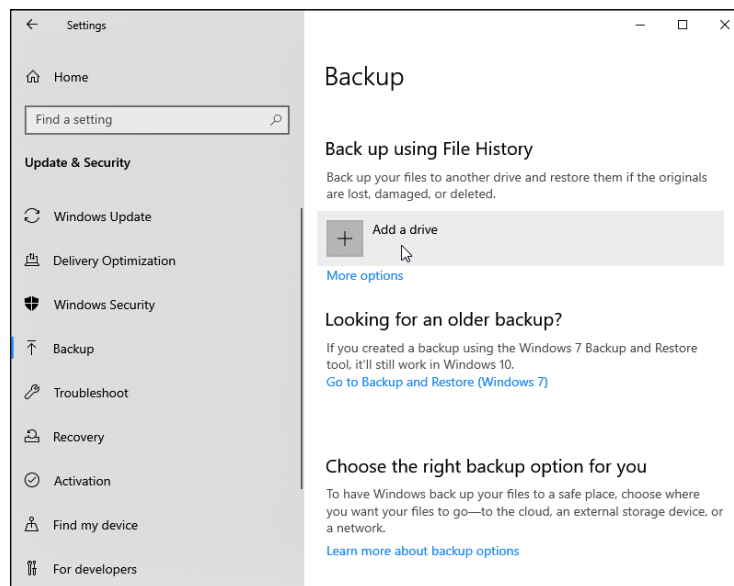 Settings
Home
Find a setting
Update & Security
Windows Update
Delivery Optimization
Windows Security
Backup
Troubleshoot
Recovery
Activation
Find my device
For developers
Backup
Back up using File History
Back up your files to another drive and restore them if the originals
are lost, damaged, or deleted.
Add a drive
More options
Looking for an older backup?
If you created a backup using the Windows 7 Backup and Restore
tool, it'll still work in Windows 10.
Go to Backup and Restore (Windows 7)
Choose the right backup option for you
To have Windows back up your files to a safe place, choose where
you want your files to go—to the cloud, an external storage device, or
a network.
Learn more about backup options